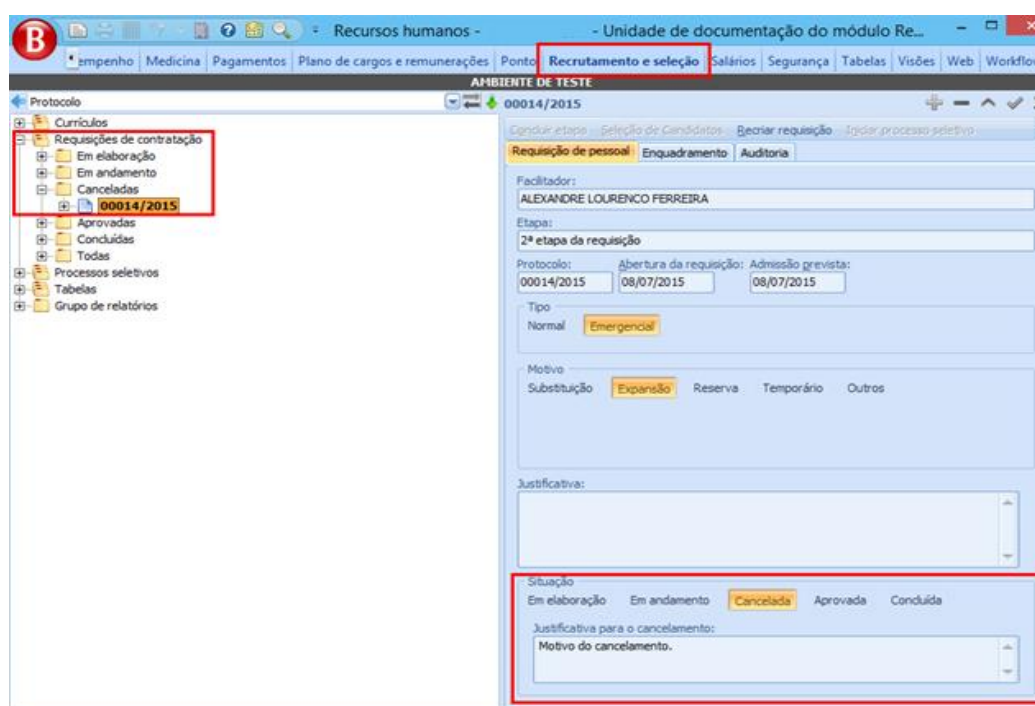 B
Recursos humanos - - Unidade de documentação do módulo Re...
empenho Medicina Pagamentos Plano de cargos e remunerações Ponto Recrutamento e seleção Salários Segurança Tabelas Visões Web Workflo
AMBIENTE DE TESTE
Protocolo
Currículos
Requisições de contratação
Em elaboração
Em andamento
Canceladas
00014/2015
Aprovadas
Concluídas
Todas
Processos seletivos
Tabelas
Grupo de relatórios
00014/2015
Concluir etapa Seleção de Candidatos Recriar requisição Iniciar processo seletivo
Requisição de pessoal Enquadramento Auditoria
Facilitador:
ALEXANDRE LOURENCO FERREIRA
Etapa:
2ª etapa da requisição
Protocolo: Abertura da requisição: Admissão prevista:
00014/2015 08/07/2015 08/07/2015
Tipo
Normal Emergencial
Motivo
Substituição Expansão Reserva Temporário Outros
Justificativa:
Situação
Em elaboração Em andamento Cancelada Aprovada Concluída
Justificativa para o cancelamento:
Motivo do cancelamento.